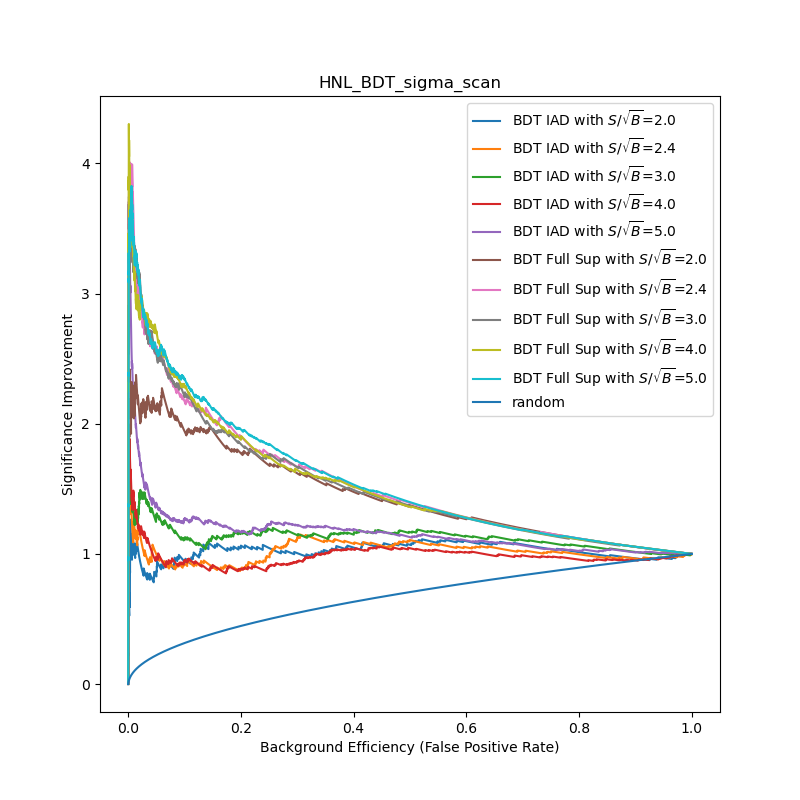 HNL_BDT_sigma_scan
BDT IAD with S/√B=2.0
BDT IAD with S/√B=2.4
BDT IAD with S/√B=3.0
BDT IAD with S/√B=4.0
BDT IAD with S/√B=5.0
BDT Full Sup with S/√B=2.0
BDT Full Sup with S/√B=2.4
BDT Full Sup with S/√B=3.0
BDT Full Sup with S/√B=4.0
BDT Full Sup with S/√B=5.0
random
Significance Improvement
4
3
2
1
0
0.0 0.2 0.4 0.6 0.8 1.0
Background Efficiency (False Positive Rate)